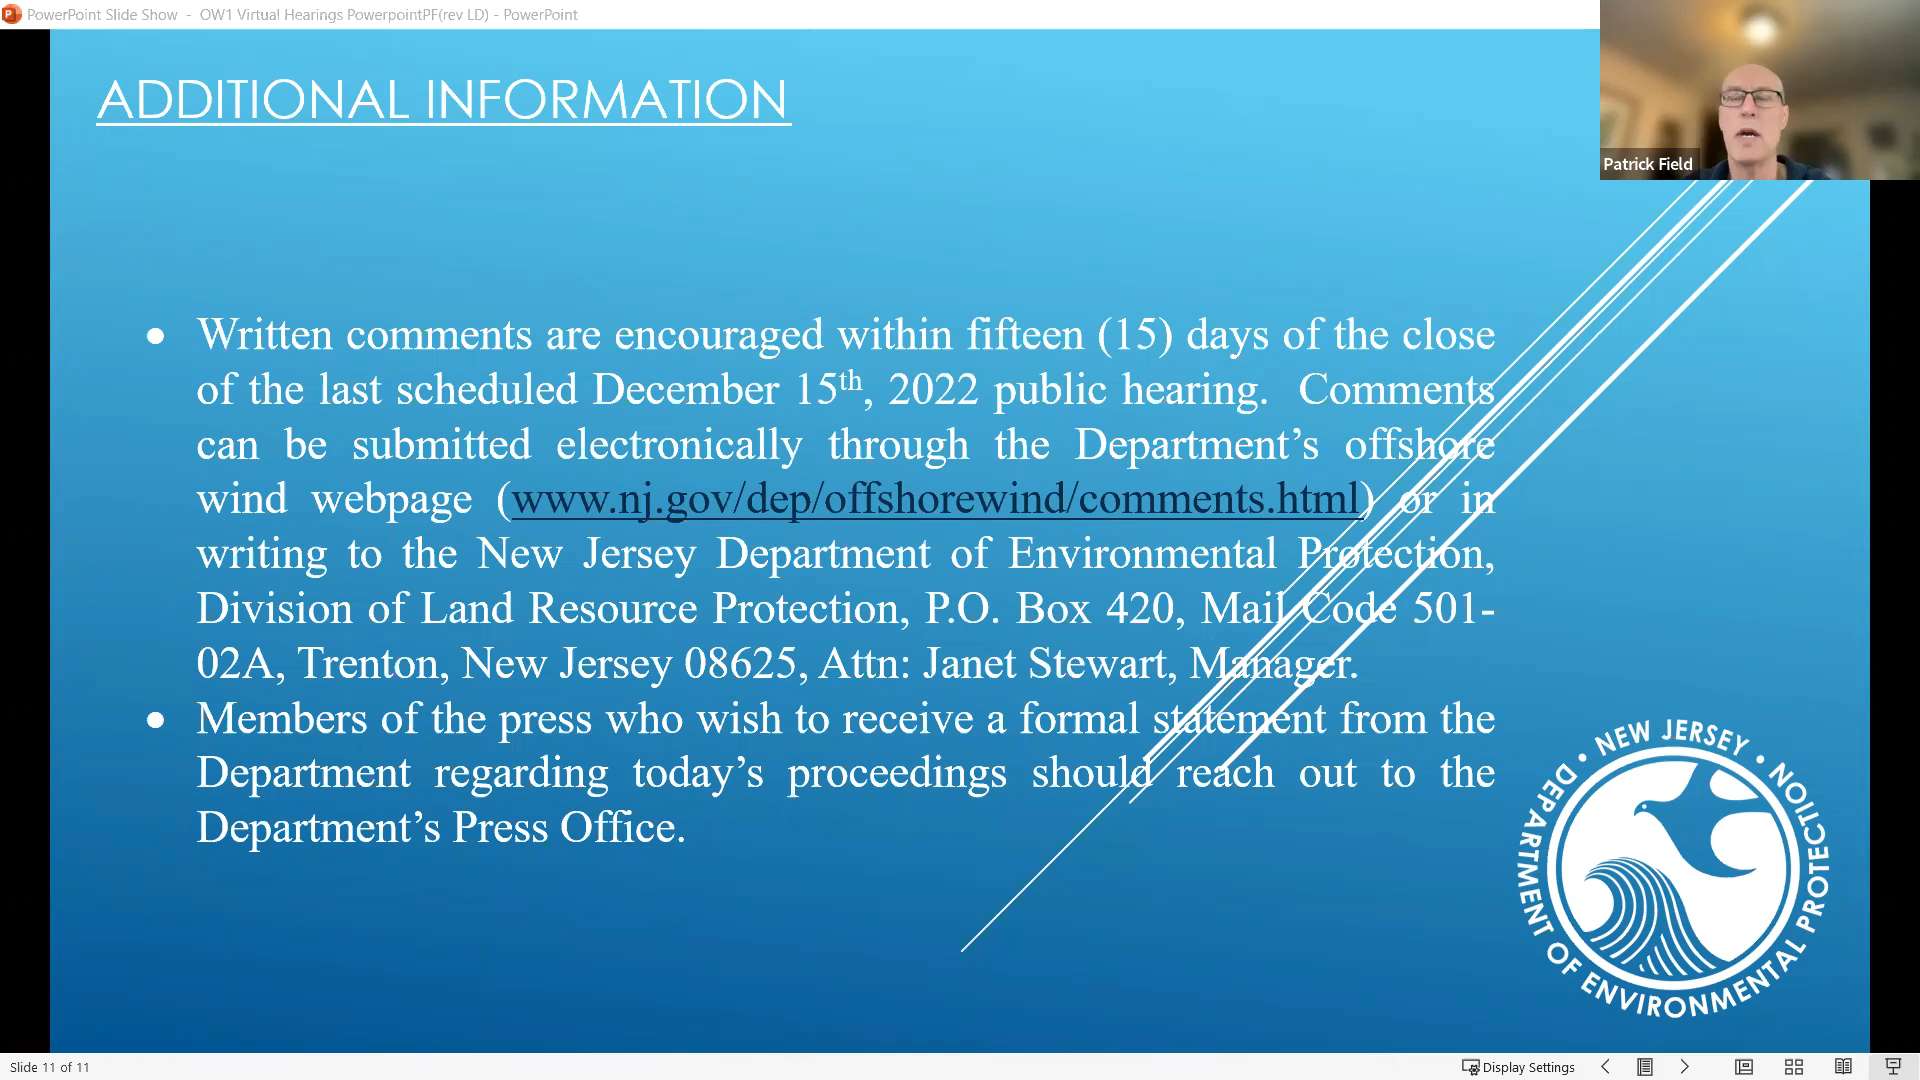 PowerPoint Slide Show - OW1 Virtual Hearings PowerpointPF(rev LD) - PowerPoint
ADDITIONAL INFORMATION
Patrick Field
• Written comments are encouraged within fifteen (15) days of the close
of the last scheduled December 15th, 2022 public hearing. Comments
can be submitted electronically through the Department’s offshore
wind webpage (www.nj.gov/dep/offshorewind/comments.html) or in
writing to the New Jersey Department of Environmental Protection,
Division of Land Resource Protection, P.O. Box 420, Mail Code 501-
02A, Trenton, New Jersey 08625, Attn: Janet Stewart, Manager.
• Members of the press who wish to receive a formal statement from the
Department regarding today’s proceedings should reach out to the
Department’s Press Office.
• NEW JERSEY •
DEPARTMENT OF ENVIRONMENTAL PROTECTION
Slide 11 of 11
Display Settings